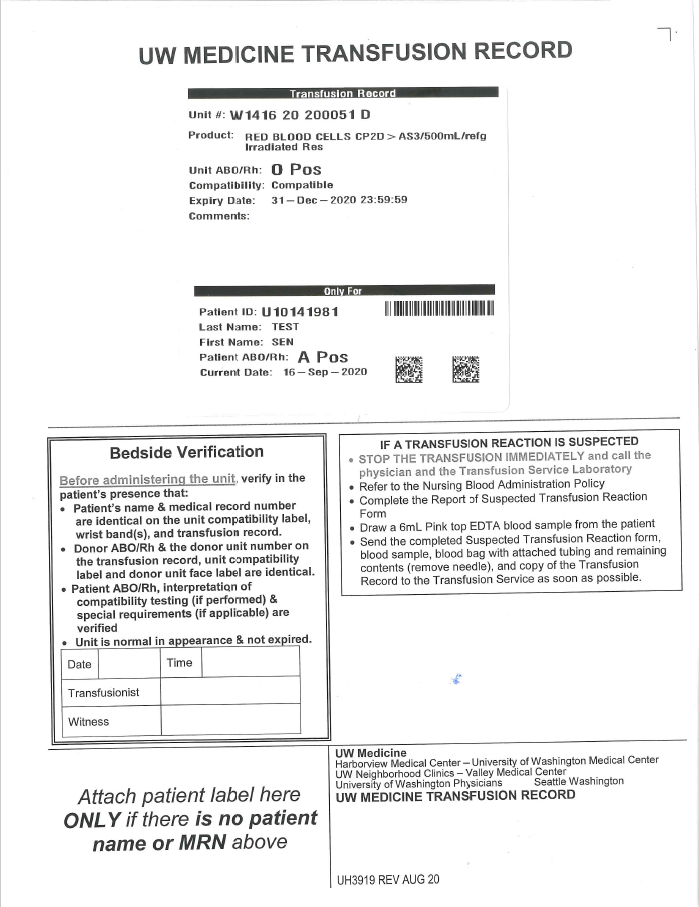 UW MEDICINE TRANSFUSION RECORD
Transfusion Record
Unit #: W1416 20 200051 D
Product: RED BLOOD CELLS CP2D > AS3/500mL/refg
Irradiated Res
Unit ABO/Rh: O Pos
Compatibility: Compatible
Expiry Date: 31-Dec-2020 23:59:59
Comments:
Only For
Patient ID: U10141981
Last Name: TEST
First Name: SEN
Patient ABO/Rh: A Pos
Current Date: 16-Sep-2020
Bedside Verification
Before administering the unit, verify in the
patient's presence that:
• Patient's name & medical record number
are identical on the unit compatibility label,
wrist band(s), and transfusion record.
• Donor ABO/Rh & the donor unit number on
the transfusion record, unit compatibility
label and donor unit face label are identical.
• Patient ABO/Rh, interpretation of
compatibility testing (if performed) &
special requirements (if applicable) are
verified
• Unit is normal in appearance & not expired.
Date
Time
Transfusionist
Witness
IF A TRANSFUSION REACTION IS SUSPECTED
• STOP THE TRANSFUSION IMMEDIATELY and call the
physician and the Transfusion Service Laboratory
• Refer to the Nursing Blood Administration Policy
• Complete the Report of Suspected Transfusion Reaction
Form
• Draw a 6mL Pink top EDTA blood sample from the patient
• Send the completed Suspected Transfusion Reaction form,
blood sample, blood bag with attached tubing and remaining
contents (remove needle), and copy of the Transfusion
Record to the Transfusion Service as soon as possible.
Attach patient label here
ONLY if there is no patient
name or MRN above
UW Medicine
Harborview Medical Center – University of Washington Medical Center
UW Neighborhood Clinics – Valley Medical Center
University of Washington Physicians Seattle Washington
UW MEDICINE TRANSFUSION RECORD
UH3919 REV AUG 20